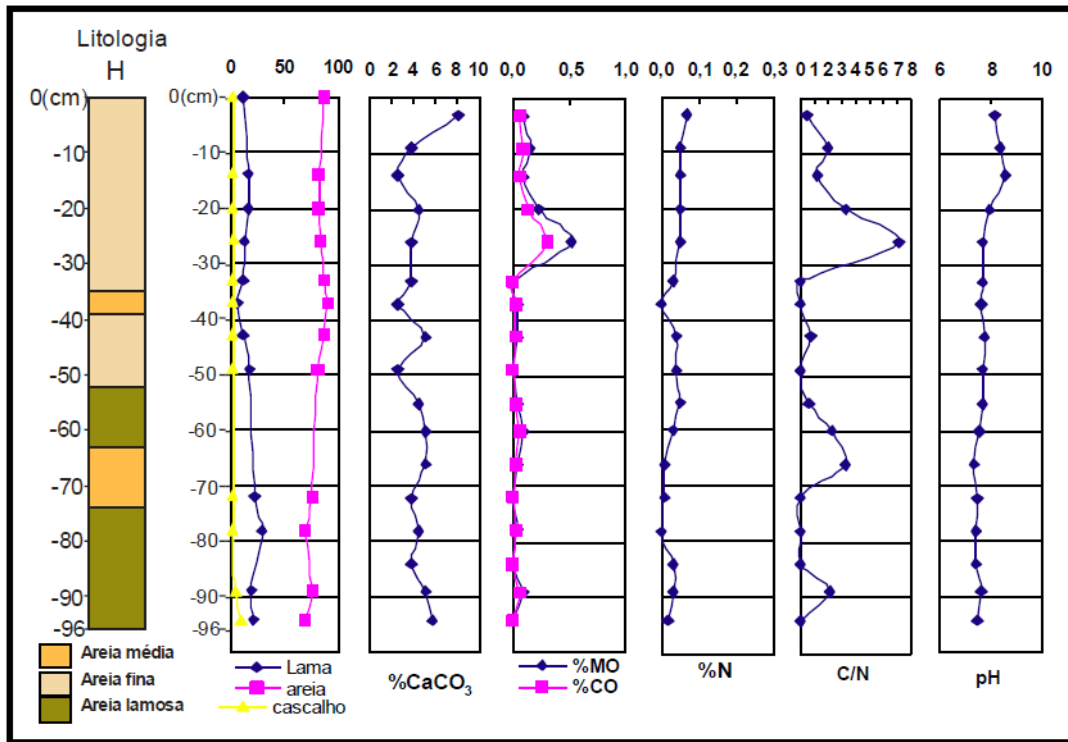 Litologia
H
0(cm)
-10
-20
-30
-40
-50
-60
-70
-80
-90
-96
Areia média
Areia fina
Areia lamosa
0 50 100
0(cm)
-10
-20
-30
-40
-50
-60
-70
-80
-90
-96
Lama
areia
cascalho
0 2 4 6 8 10
%CaCO₃
0,0 0,5 1,0
%MO
%CO
0,0 0,1 0,2 0,3
%N
0 1 2 3 4 5 6 7 8
C/N
6 8 10
pH